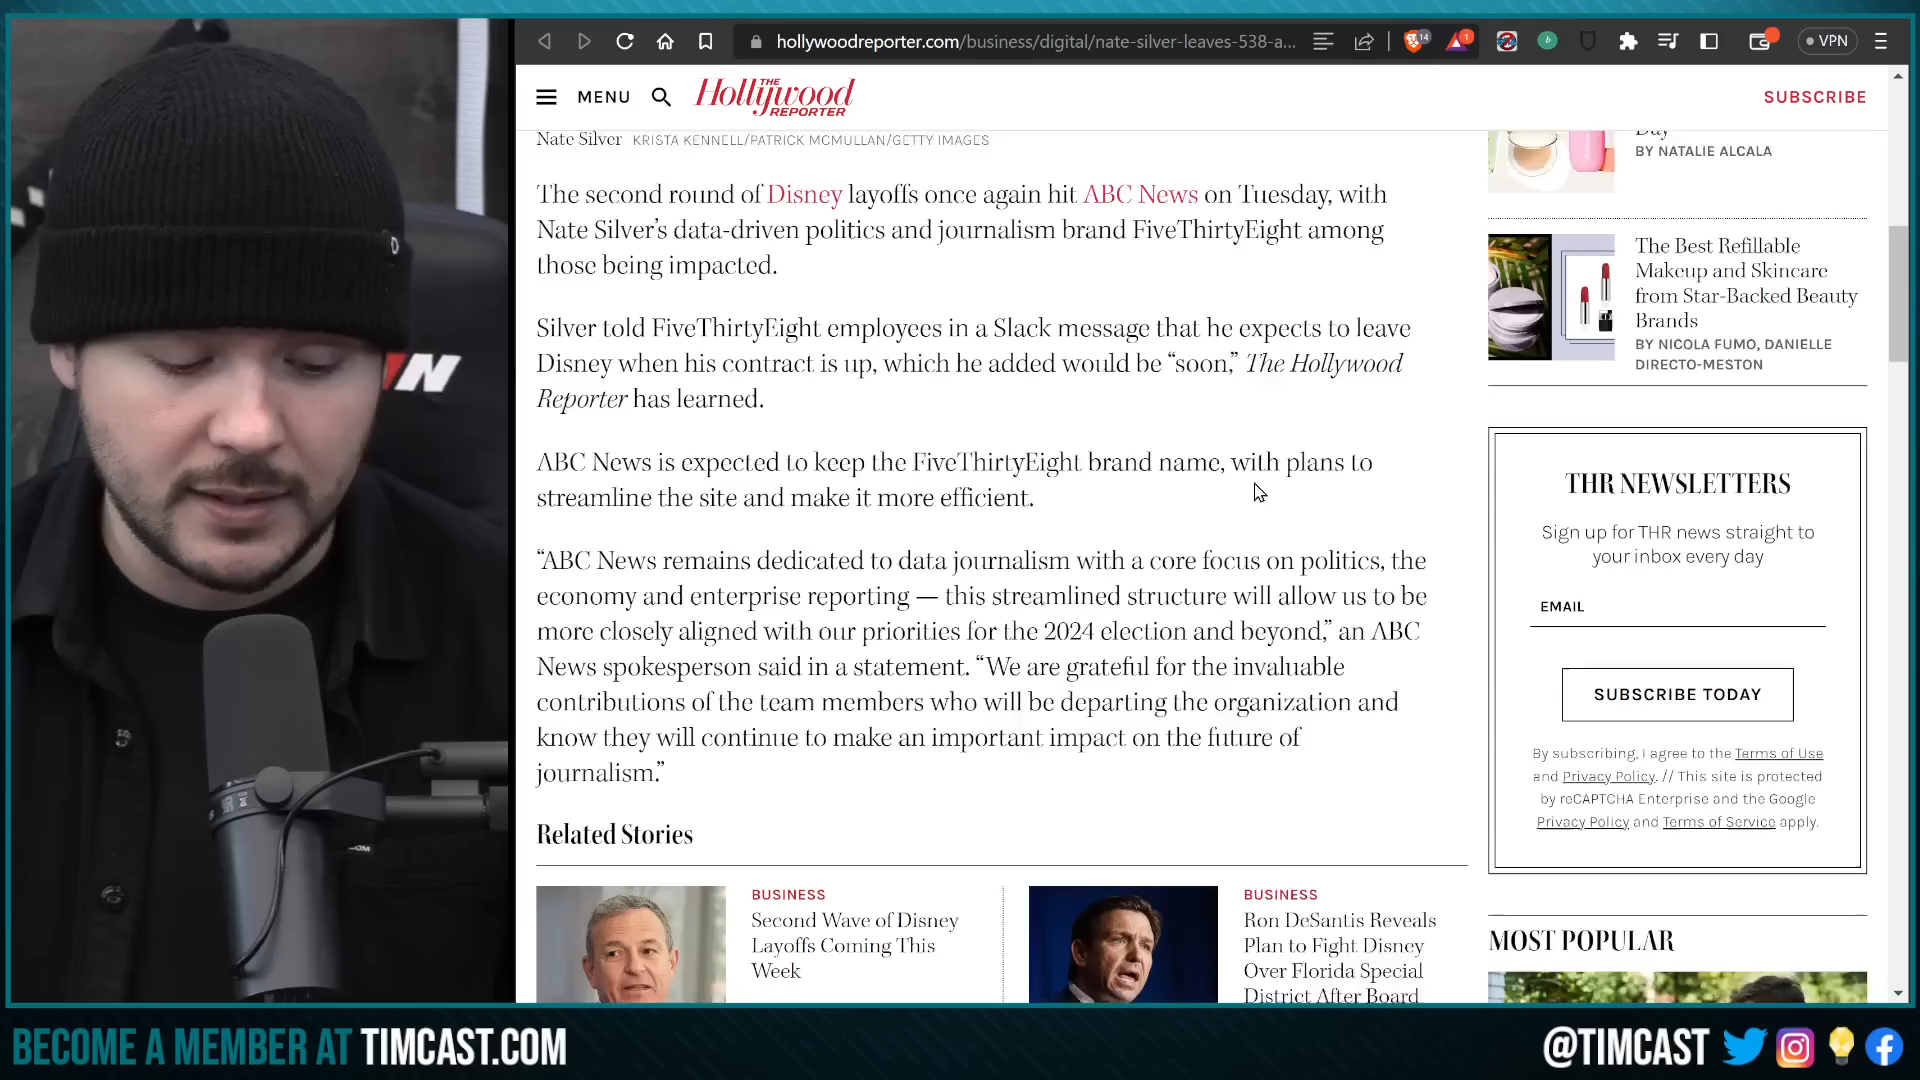 hollywoodreporter.com/business/digital/nate-silver-leaves-538-a...
14
1
b
VPN
MENU
THE
Hollywood
REPORTER
SUBSCRIBE
Nate Silver KRISTA KENNELL/PATRICK MCMULLAN/GETTY IMAGES
The second round of Disney layoffs once again hit ABC News on Tuesday, with
Nate Silver’s data-driven politics and journalism brand FiveThirtyEight among
those being impacted.
Silver told FiveThirtyEight employees in a Slack message that he expects to leave
Disney when his contract is up, which he added would be “soon,” The Hollywood
Reporter has learned.
ABC News is expected to keep the FiveThirtyEight brand name, with plans to
streamline the site and make it more efficient.
“ABC News remains dedicated to data journalism with a core focus on politics, the
economy and enterprise reporting — this streamlined structure will allow us to be
more closely aligned with our priorities for the 2024 election and beyond,” an ABC
News spokesperson said in a statement. “We are grateful for the invaluable
contributions of the team members who will be departing the organization and
know they will continue to make an important impact on the future of
journalism.”
Related Stories
BUSINESS
Second Wave of Disney
Layoffs Coming This
Week
BUSINESS
Ron DeSantis Reveals
Plan to Fight Disney
Over Florida Special
District After Board
Day
BY NATALIE ALCALA
The Best Refillable
Makeup and Skincare
from Star-Backed Beauty
Brands
BY NICOLA FUMO, DANIELLE
DIRECTO-MESTON
THR NEWSLETTERS
Sign up for THR news straight to
your inbox every day
EMAIL
SUBSCRIBE TODAY
By subscribing, I agree to the Terms of Use
and Privacy Policy. // This site is protected
by reCAPTCHA Enterprise and the Google
Privacy Policy and Terms of Service apply.
MOST POPULAR
BECOME A MEMBER AT TIMCAST.COM
@TIMCAST